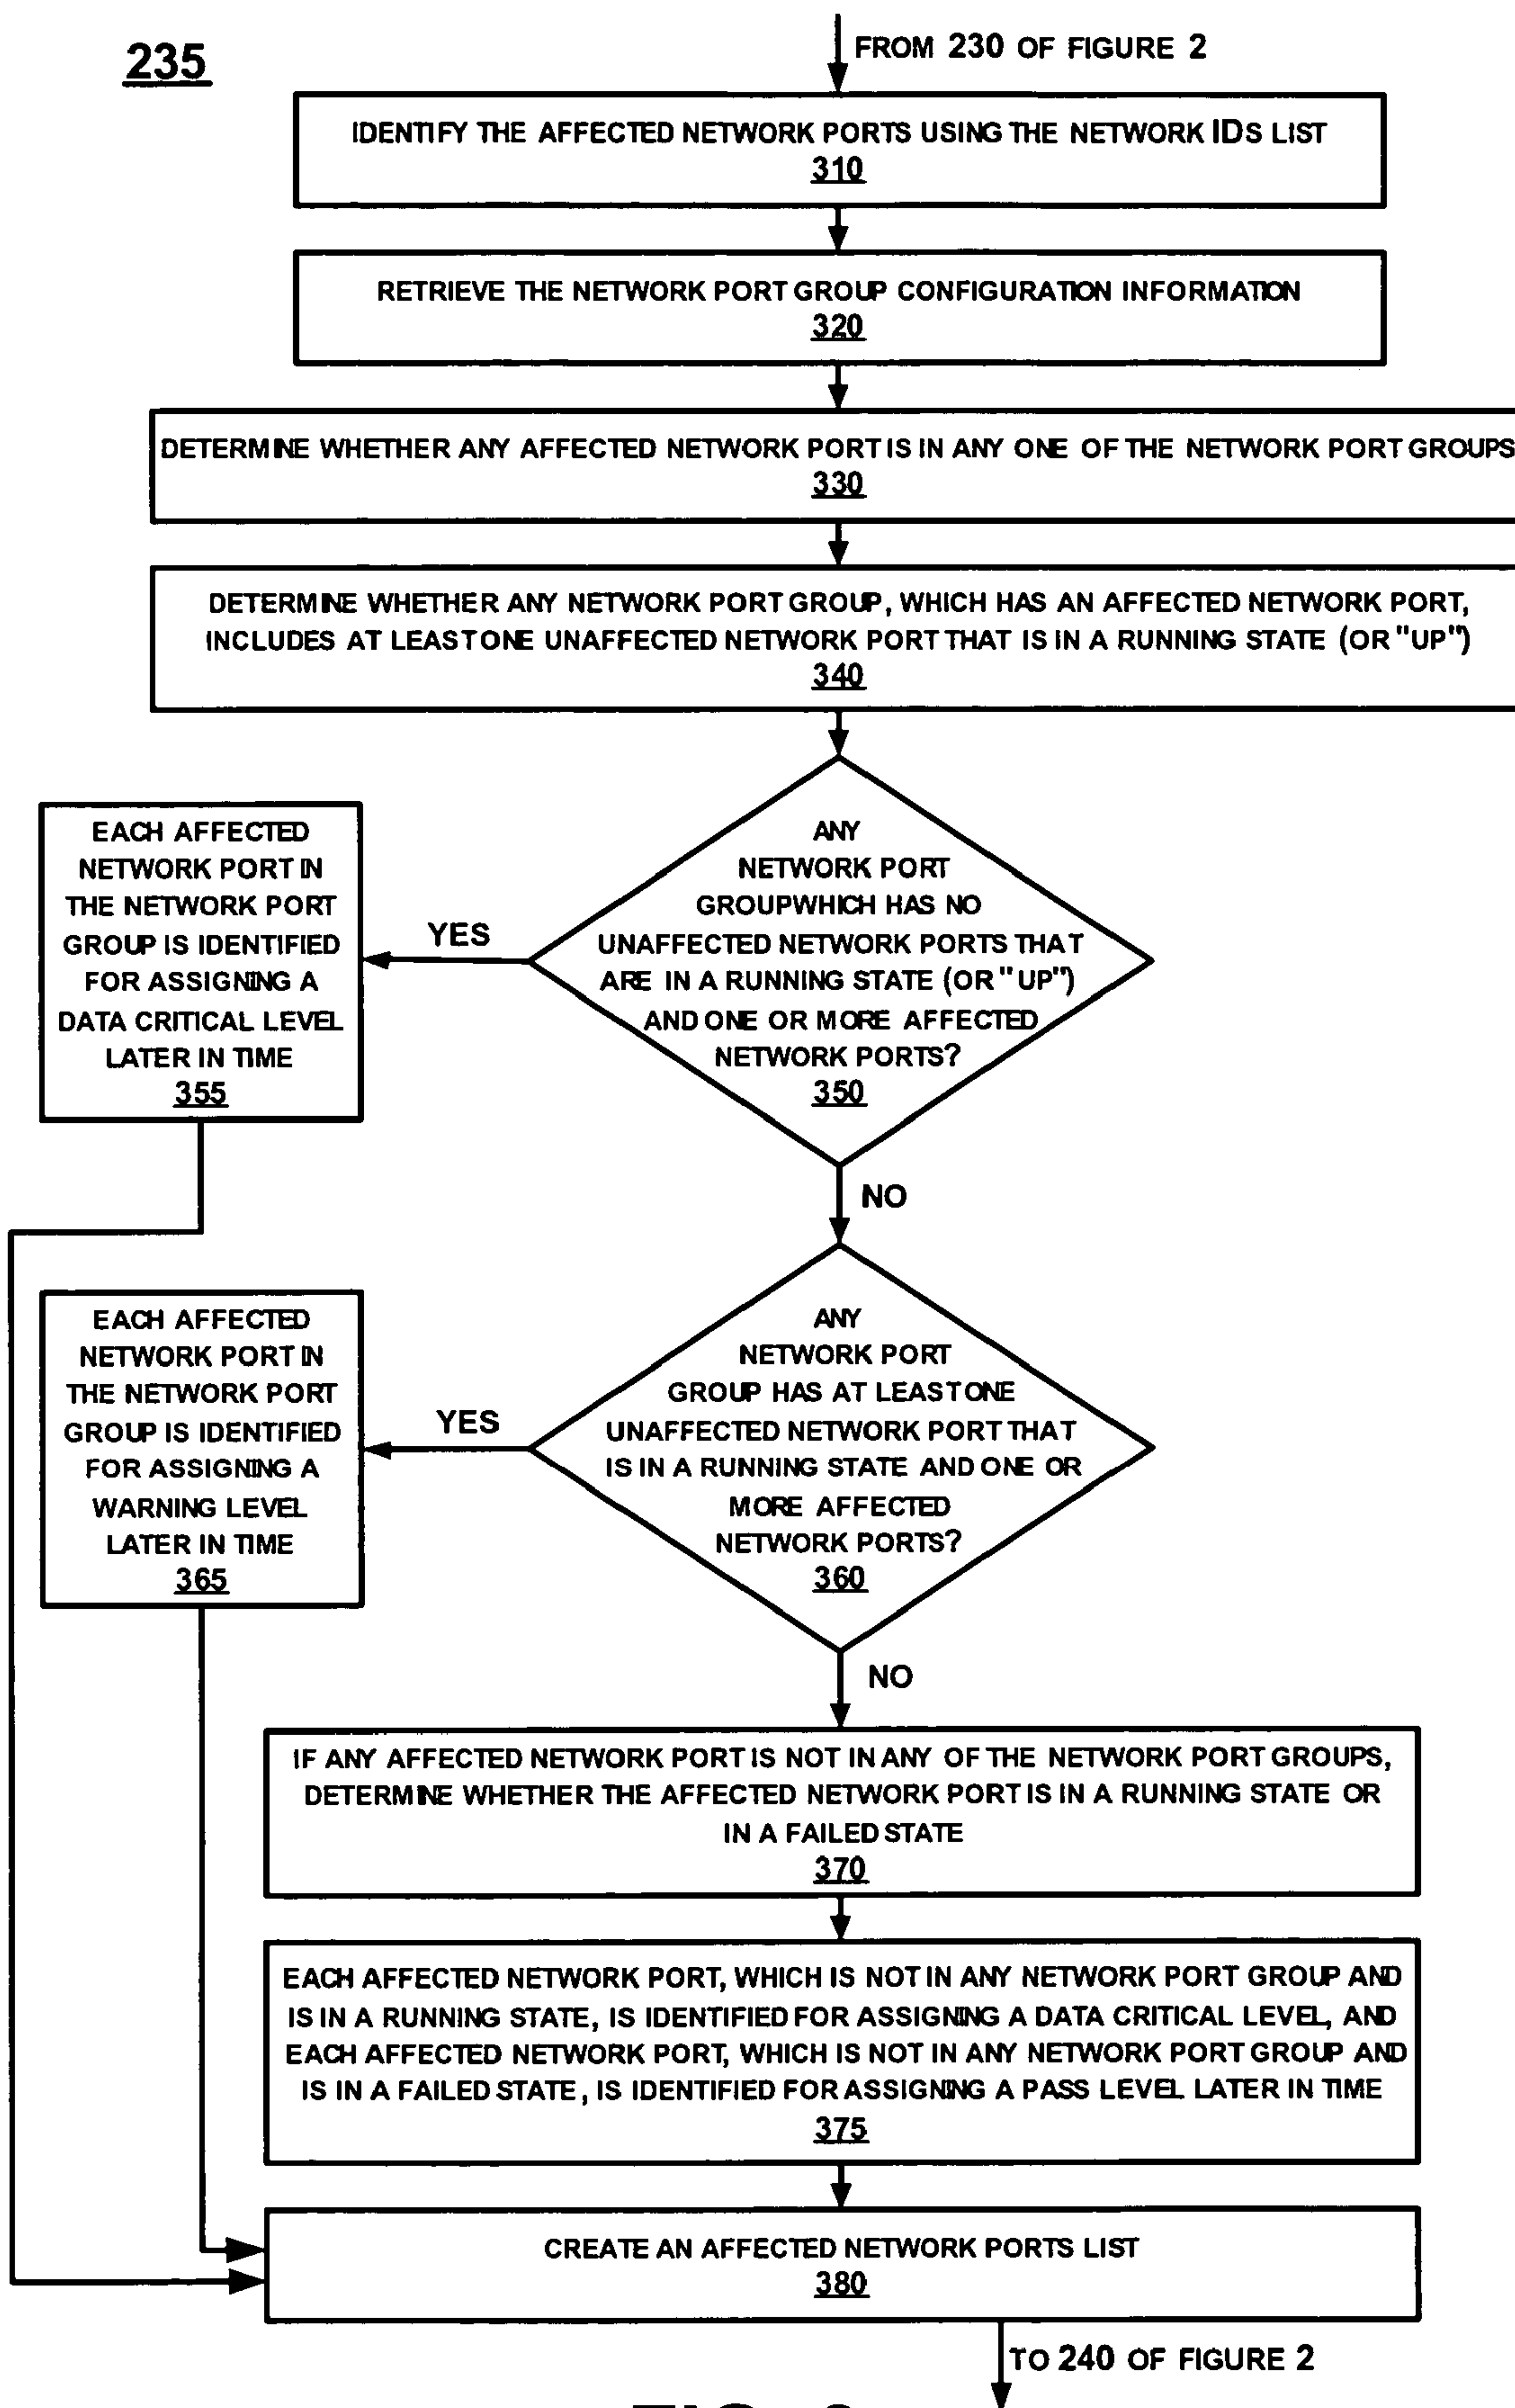 235
FROM 230 OF FIGURE 2
IDENTIFY THE AFFECTED NETWORK PORTS USING THE NETWORK IDS LIST
310
RETRIEVE THE NETWORK PORT GROUP CONFIGURATION INFORMATION
320
DETERMINE WHETHER ANY AFFECTED NETWORK PORT IS IN ANY ONE OF THE NETWORK PORT GROUPS
330
DETERMINE WHETHER ANY NETWORK PORT GROUP, WHICH HAS AN AFFECTED NETWORK PORT,
INCLUDES AT LEAST ONE UNAFFECTED NETWORK PORT THAT IS IN A RUNNING STATE (OR "UP")
340
ANY
NETWORK PORT
GROUP WHICH HAS NO
UNAFFECTED NETWORK PORTS THAT
ARE IN A RUNNING STATE (OR "UP")
AND ONE OR MORE AFFECTED
NETWORK PORTS?
350
YES
EACH AFFECTED
NETWORK PORT IN
THE NETWORK PORT
GROUP IS IDENTIFIED
FOR ASSIGNING A
DATA CRITICAL LEVEL
LATER IN TIME
355
NO
ANY
NETWORK PORT
GROUP HAS AT LEAST ONE
UNAFFECTED NETWORK PORT THAT
IS IN A RUNNING STATE AND ONE OR
MORE AFFECTED
NETWORK PORTS?
360
YES
EACH AFFECTED
NETWORK PORT IN
THE NETWORK PORT
GROUP IS IDENTIFIED
FOR ASSIGNING A
WARNING LEVEL
LATER IN TIME
365
NO
IF ANY AFFECTED NETWORK PORT IS NOT IN ANY OF THE NETWORK PORT GROUPS,
DETERMINE WHETHER THE AFFECTED NETWORK PORT IS IN A RUNNING STATE OR
IN A FAILED STATE
370
EACH AFFECTED NETWORK PORT, WHICH IS NOT IN ANY NETWORK PORT GROUP AND
IS IN A RUNNING STATE, IS IDENTIFIED FOR ASSIGNING A DATA CRITICAL LEVEL, AND
EACH AFFECTED NETWORK PORT, WHICH IS NOT IN ANY NETWORK PORT GROUP AND
IS IN A FAILED STATE, IS IDENTIFIED FOR ASSIGNING A PASS LEVEL LATER IN TIME
375
CREATE AN AFFECTED NETWORK PORTS LIST
380
TO 240 OF FIGURE 2